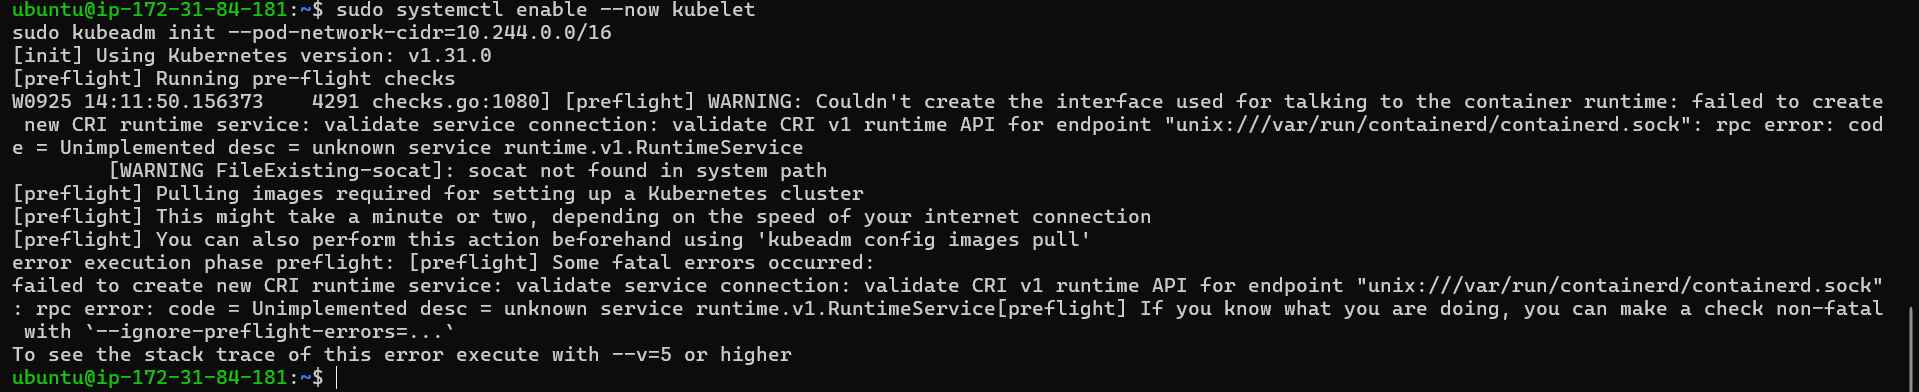 ubuntu@ip-172-31-84-181:~$ sudo systemctl enable --now kubelet
sudo kubeadm init --pod-network-cidr=10.244.0.0/16
[init] Using Kubernetes version: v1.31.0
[preflight] Running pre-flight checks
W0925 14:11:50.156373    4291 checks.go:1080] [preflight] WARNING: Couldn't create the interface used for talking to the container runtime: failed to create
 new CRI runtime service: validate service connection: validate CRI v1 runtime API for endpoint "unix:///var/run/containerd/containerd.sock": rpc error: cod
e = Unimplemented desc = unknown service runtime.v1.RuntimeService
        [WARNING FileExisting-socat]: socat not found in system path
[preflight] Pulling images required for setting up a Kubernetes cluster
[preflight] This might take a minute or two, depending on the speed of your internet connection
[preflight] You can also perform this action beforehand using 'kubeadm config images pull'
error execution phase preflight: [preflight] Some fatal errors occurred:
failed to create new CRI runtime service: validate service connection: validate CRI v1 runtime API for endpoint "unix:///var/run/containerd/containerd.sock"
: rpc error: code = Unimplemented desc = unknown service runtime.v1.RuntimeService[preflight] If you know what you are doing, you can make a check non-fatal
 with `--ignore-preflight-errors=...`
To see the stack trace of this error execute with --v=5 or higher
ubuntu@ip-172-31-84-181:~$